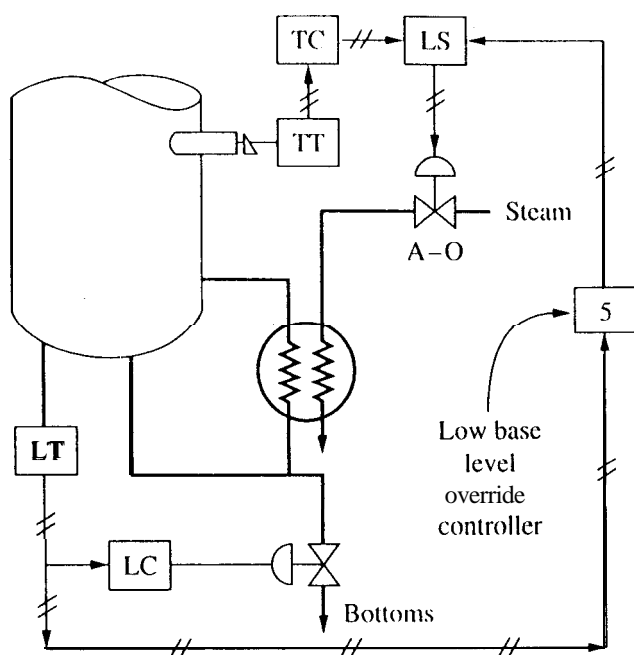 TC
LS
TT
Steam
A-O
5
LT
Low base
level
override
controller
LC
Bottoms